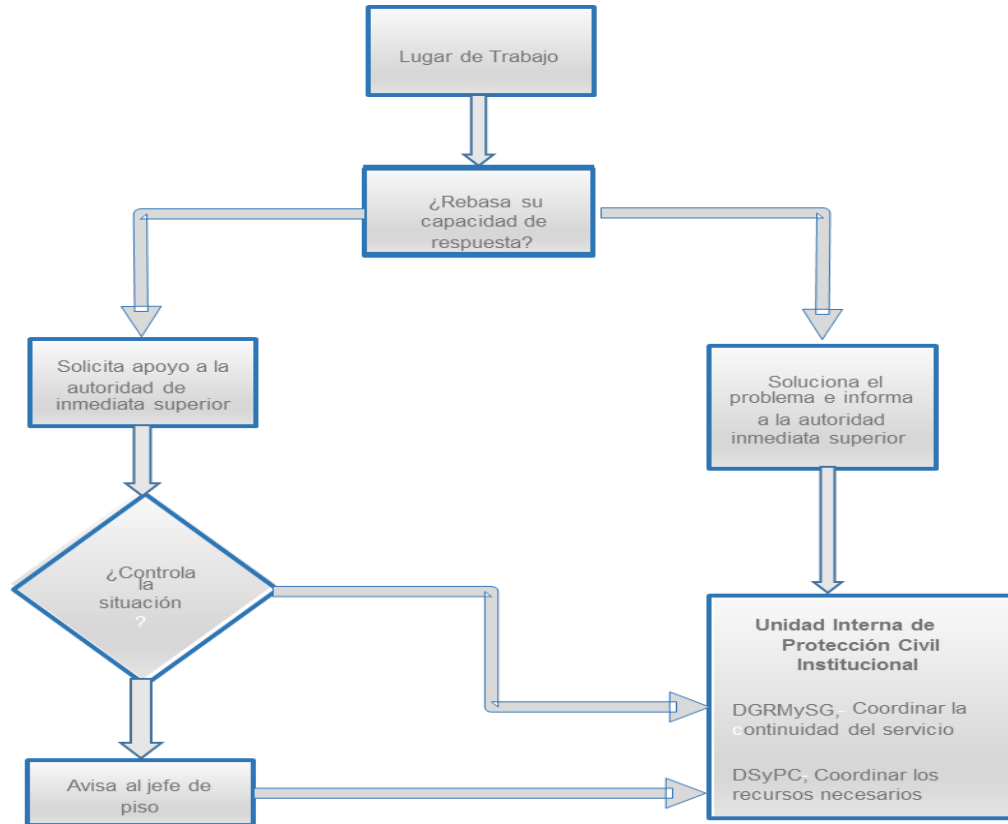 Lugar de Trabajo
¿Rebasa su
capacidad de
respuesta?
Solicita apoyo a la
autoridad de
inmediata superior
Soluciona el
problema e informa
a la autoridad
inmediata superior
¿Controla
la
situación
?
Unidad Interna de
Protección Civil
Institucional
DGRMySG,- Coordinar la
continuidad del servicio
DSyPC, Coordinar los
recursos necesarios
Avisa al jefe de
piso